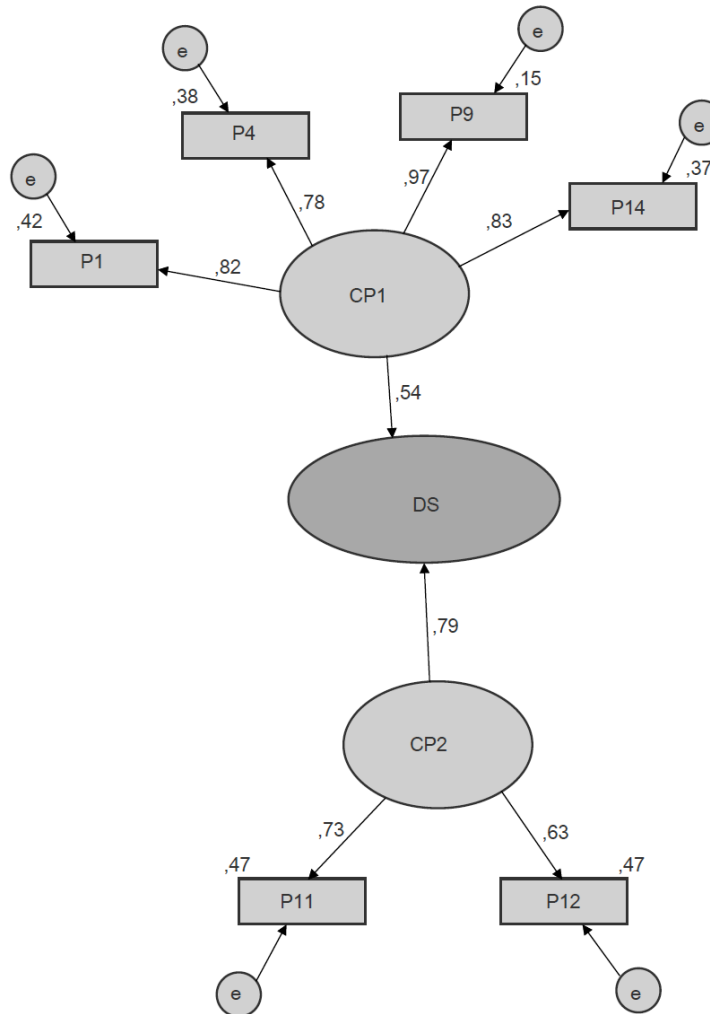 e
e
,38
,15
P9
P4
e
e
,97
,37
,78
P14
,42
,83
P1
,82
CP1
,54
DS
,79
CP2
,73
,63
,47
,47
P11
P12
e
e